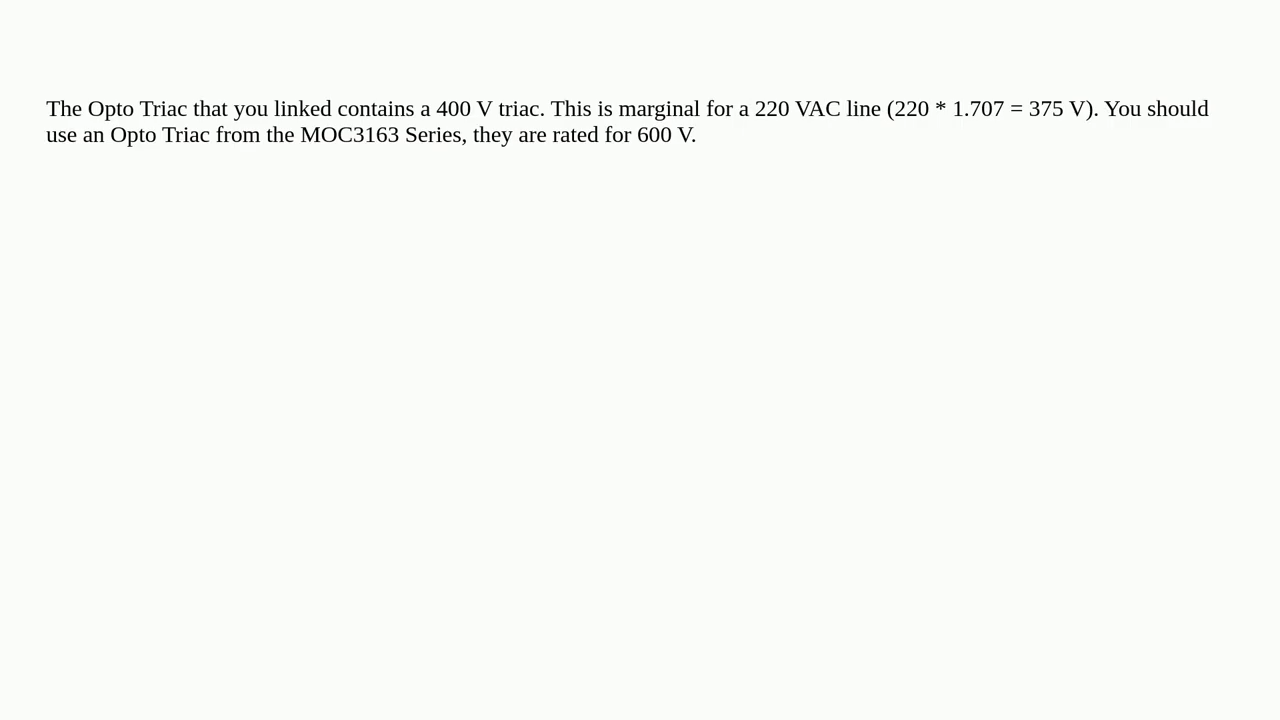 The Opto Triac that you linked contains a 400 V triac. This is marginal for a 220 VAC line (220 * 1.707 = 375 V). You should
use an Opto Triac from the MOC3163 Series, they are rated for 600 V.